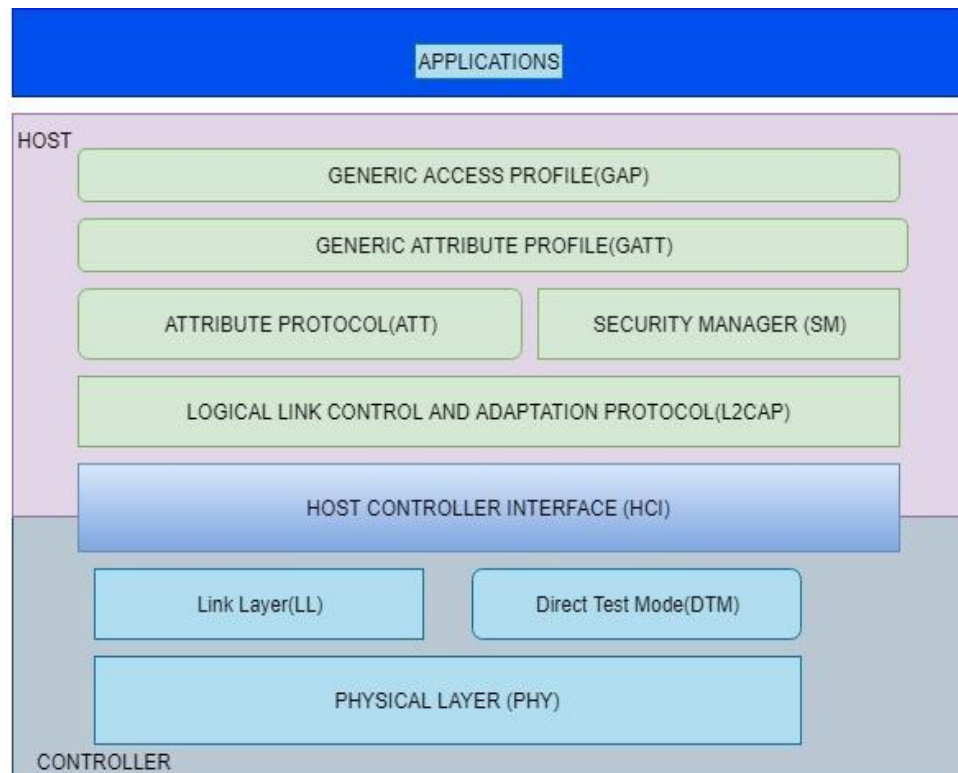 APPLICATIONS
HOST
GENERIC ACCESS PROFILE(GAP)
GENERIC ATTRIBUTE PROFILE(GATT)
ATTRIBUTE PROTOCOL(ATT)
SECURITY MANAGER (SM)
LOGICAL LINK CONTROL AND ADAPTATION PROTOCOL(L2CAP)
HOST CONTROLLER INTERFACE (HCI)
Link Layer(LL)
Direct Test Mode(DTM)
PHYSICAL LAYER (PHY)
CONTROLLER